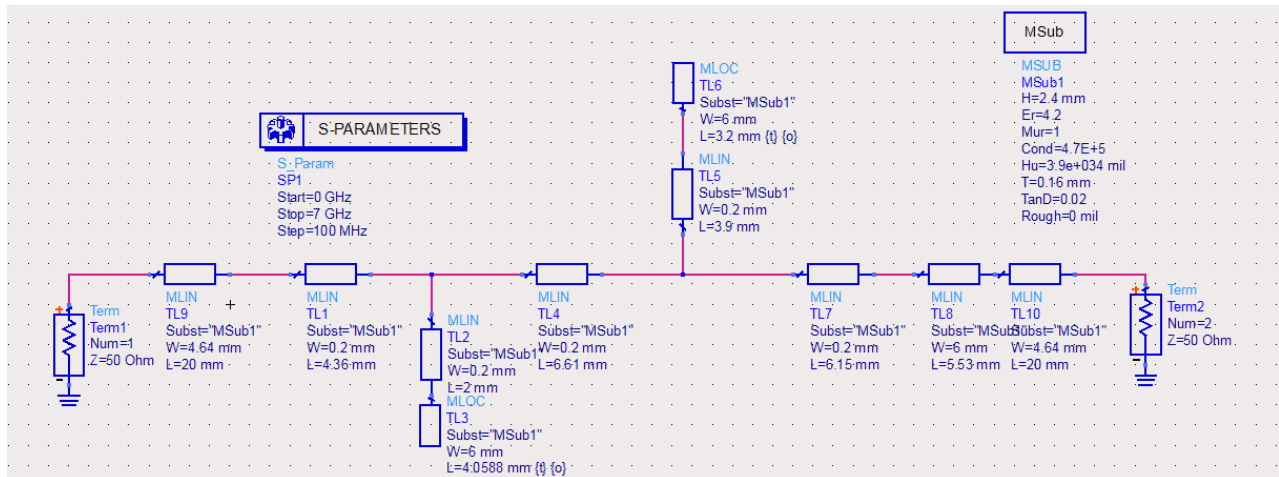 MSub
MSUB
MSub1
H=2.4 mm
Er=4.2
Mur=1
Cond=4.7E+5
Hu=3.9e+034 mil
T=0.16 mm
TanD=0.02
Rough=0 mil
MLOC
TL6
Subst="MSub1"
W=6 mm
L=3.2 mm {t} {o}
S-PARAMETERS
S_Param
SP1
Start=0 GHz
Stop=7 GHz
Step=100 MHz
MLIN
TL5
Subst="MSub1"
W=0.2 mm
L=3.9 mm
Term
Term1
Num=1
Z=50 Ohm
MLIN
TL9
Subst="MSub1"
W=4.64 mm
L=20 mm
MLIN
TL1
Subst="MSub1"
W=0.2 mm
L=4.36 mm
MLIN
TL2
Subst="MSub1"
W=0.2 mm
L=2 mm
MLOC
TL3
Subst="MSub1"
W=6 mm
L=4.0588 mm {t} {o}
MLIN
TL4
Subst="MSub1"
W=0.2 mm
L=6.61 mm
MLIN
TL7
Subst="MSub1"
W=0.2 mm
L=6.15 mm
MLIN
TL8
Subst="MSub1"
W=6 mm
L=5.53 mm
MLIN
TL10
Subst="MSub1"
W=4.64 mm
L=20 mm
Term
Term2
Num=2
Z=50 Ohm